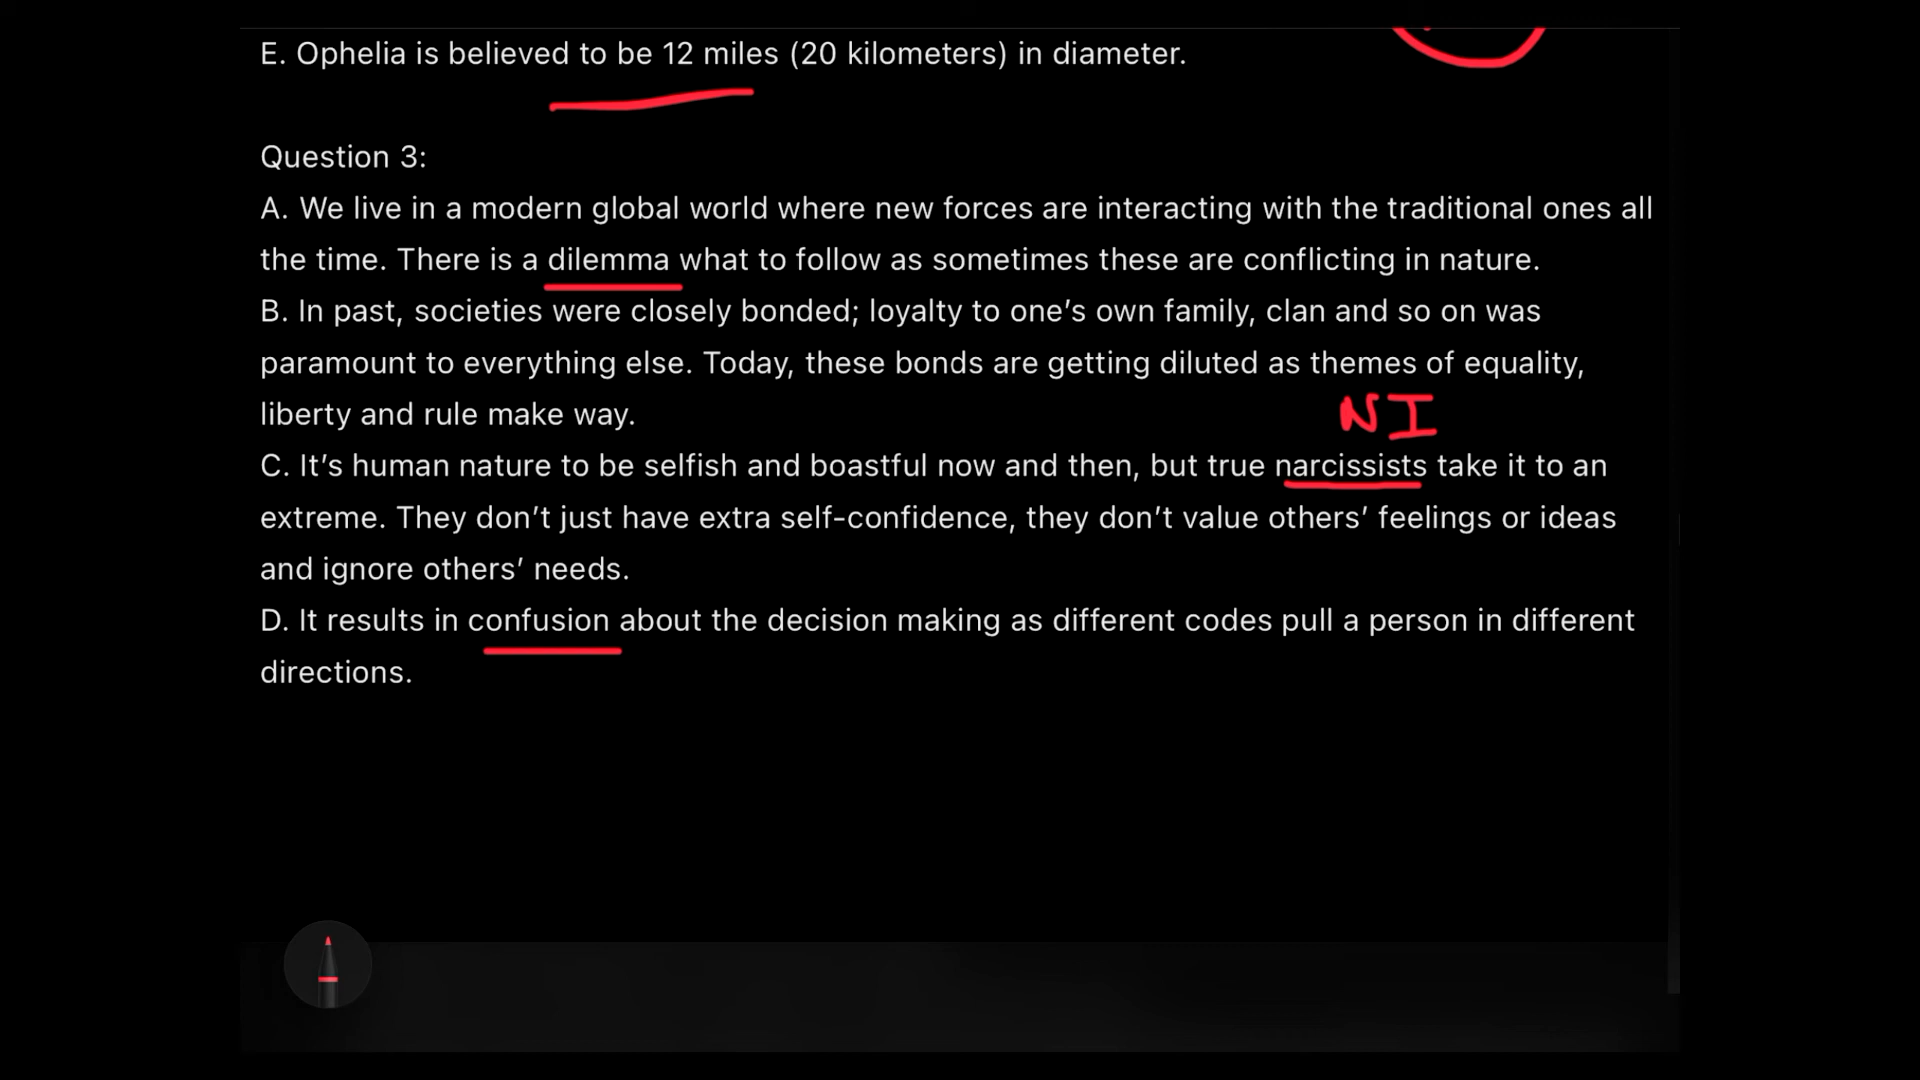 E. Ophelia is believed to be 12 miles (20 kilometers) in diameter.
Question 3:
A. We live in a modern global world where new forces are interacting with the traditional ones all
the time. There is a dilemma what to follow as sometimes these are conflicting in nature.
B. In past, societies were closely bonded; loyalty to one’s own family, clan and so on was
paramount to everything else. Today, these bonds are getting diluted as themes of equality,
liberty and rule make way.
NI
C. It’s human nature to be selfish and boastful now and then, but true narcissists take it to an
extreme. They don’t just have extra self-confidence, they don’t value others’ feelings or ideas
and ignore others’ needs.
D. It results in confusion about the decision making as different codes pull a person in different
directions.